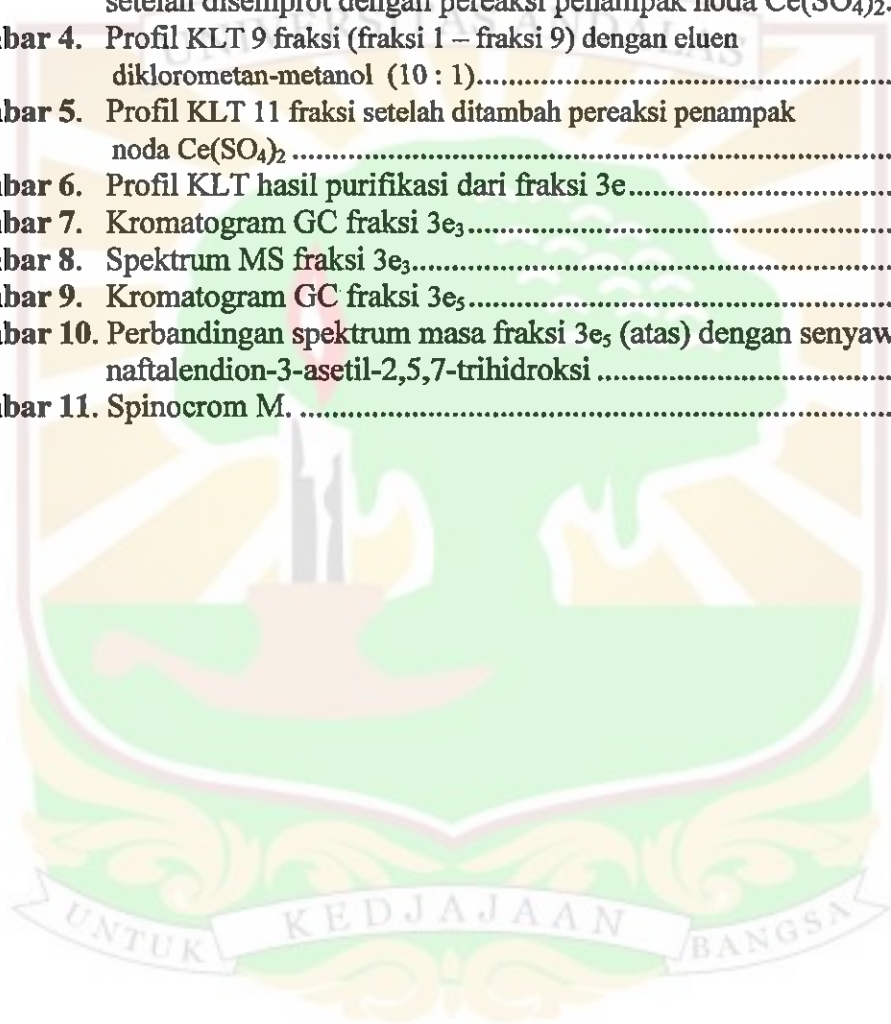 setelah disemprot dengan pereaksi penampak noda Ce(SO₄)₂.
bar 4. Profil KLT 9 fraksi (fraksi 1 – fraksi 9) dengan eluen
diklorometan-metanol (10 : 1)..........................................
bar 5. Profil KLT 11 fraksi setelah ditambah pereaksi penampak
noda Ce(SO₄)₂ ..........................................................
bar 6. Profil KLT hasil purifikasi dari fraksi 3e..........................
bar 7. Kromatogram GC fraksi 3e₃..........................................
bar 8. Spektrum MS fraksi 3e₃...............................................
bar 9. Kromatogram GC fraksi 3e₅..........................................
bar 10. Perbandingan spektrum masa fraksi 3e₅ (atas) dengan senyaw
naftalendion-3-asetil-2,5,7-trihidroksi ..............................
bar 11. Spinocrom M. ........................................................
UNIVERSITAS ANDALAS
UNTUK KEDJAJAAN BANGSA